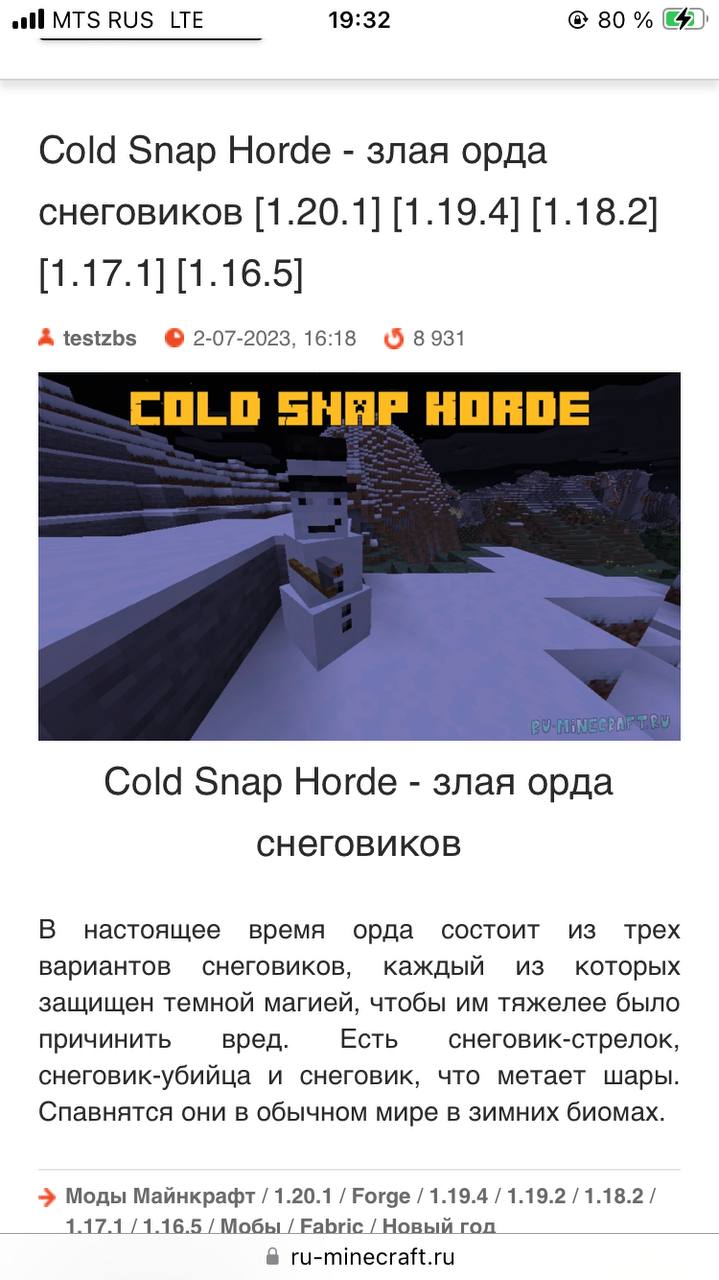 MTS RUS LTE 19:32 80 %
Cold Snap Horde - злая орда
снеговиков [1.20.1] [1.19.4] [1.18.2]
[1.17.1] [1.16.5]
testzbs 2-07-2023, 16:18 8 931
COLD SNAP HORDE
RU-MINECRAFT.RU
Cold Snap Horde - злая орда
снеговиков
В настоящее время орда состоит из трех
вариантов снеговиков, каждый из которых
защищен темной магией, чтобы им тяжелее было
причинить вред. Есть снеговик-стрелок,
снеговик-убийца и снеговик, что метает шары.
Спавнятся они в обычном мире в зимних биомах.
Моды Майнкрафт / 1.20.1 / Forge / 1.19.4 / 1.19.2 / 1.18.2 /
1.17.1 / 1.16.5 / Мобы / Fabric / Новый год
ru-minecraft.ru